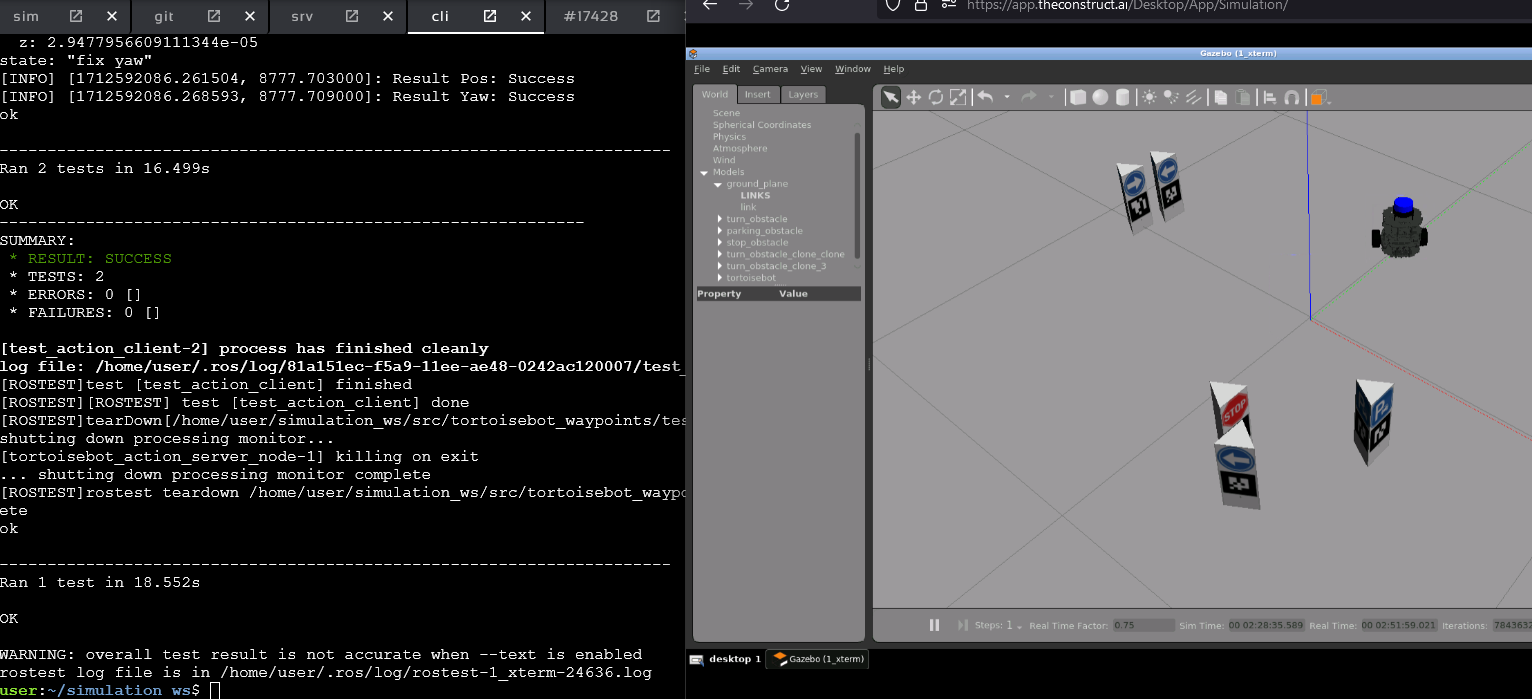 sim
git
srv
cli
#17428
  z: 2.9477956609111344e-05
state: "fix yaw"
[INFO] [1712592086.261504, 8777.703000]: Result Pos: Success
[INFO] [1712592086.268593, 8777.709000]: Result Yaw: Success
ok
----------------------------------------------------------------------
Ran 2 tests in 16.499s
OK
-------------------------------------------------------------
SUMMARY:
 * RESULT: SUCCESS
 * TESTS: 2
 * ERRORS: 0 []
 * FAILURES: 0 []
[test_action_client-2] process has finished cleanly
log file: /home/user/.ros/log/81a151ec-f5a9-11ee-ae48-0242ac120007/test_
[ROSTEST]test [test_action_client] finished
[ROSTEST][ROSTEST] test [test_action_client] done
[ROSTEST]tearDown[/home/user/simulation_ws/src/tortoisebot_waypoints/tes
shutting down processing monitor...
[tortoisebot_action_server_node-1] killing on exit
... shutting down processing monitor complete
[ROSTEST]rostest teardown /home/user/simulation_ws/src/tortoisebot_waypo
ete
ok
----------------------------------------------------------------------
Ran 1 test in 18.552s
OK
WARNING: overall test result is not accurate when --text is enabled
rostest log file is in /home/user/.ros/log/rostest-1_xterm-24636.log
user:~/simulation_ws$
https://app.theconstruct.ai/Desktop/App/Simulation/
Gazebo (1_xterm)
File Edit Camera View Window Help
World Insert Layers
Scene
Spherical Coordinates
Physics
Atmosphere
Wind
Models
ground_plane
LINKS
link
turn_obstacle
parking_obstacle
stop_obstacle
turn_obstacle_clone_clone
turn_obstacle_clone_3
tortoisebot
Property Value
STOP
P
Steps: 1 Real Time Factor: 0.75 Sim Time: 00 02:28:35.589 Real Time: 00 02:51:59.021 Iterations: 7843632
desktop 1 Gazebo (1_xterm)